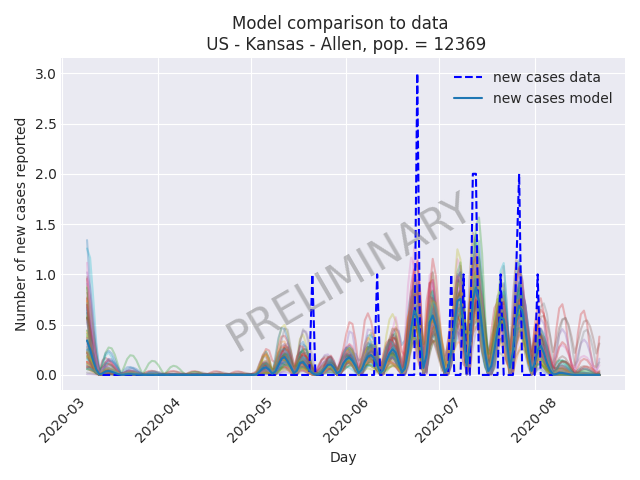 Model comparison to data
US - Kansas - Allen, pop. = 12369
new cases data
new cases model
Number of new cases reported
3.0
2.5
2.0
1.5
1.0
0.5
0.0
PRELIMINARY
2020-03
2020-04
2020-05
2020-06
2020-07
2020-08
Day